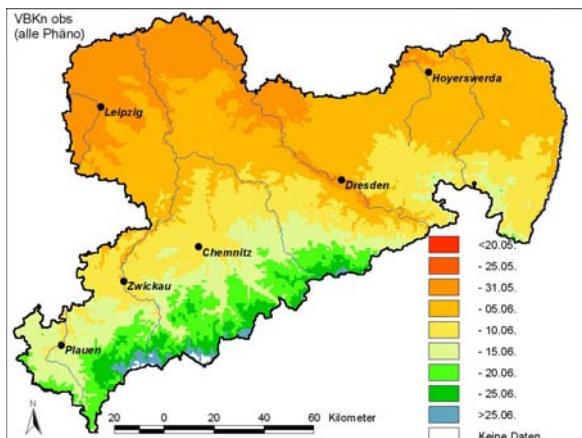 VBKn obs
(alle Phäno)
Hoyerswerda
Leipzig
Dresden
Chemnitz
Zwickau
Plauen
<20.05.
- 25.05.
- 31.05.
- 05.06.
- 10.06.
- 15.06.
- 20.06.
- 25.06.
>25.06.
Keine Daten
N
20 0 20 40 60 Kilometer